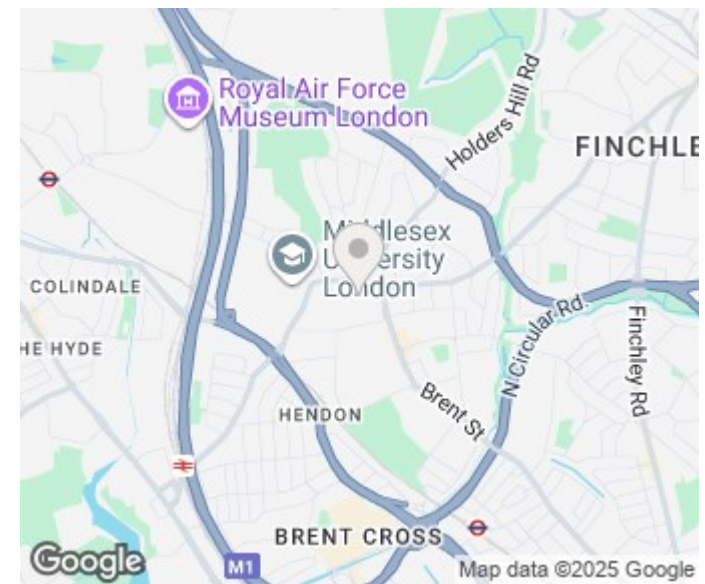 Royal Air Force
Museum London
Holders Hill Rd
FINCHLE
Middlesex
University
London
COLINDALE
HE HYDE
N Circular Rd.
Finchley Rd
Brent St
HENDON
BRENT CROSS
M1
Google
Map data ©2025 Google